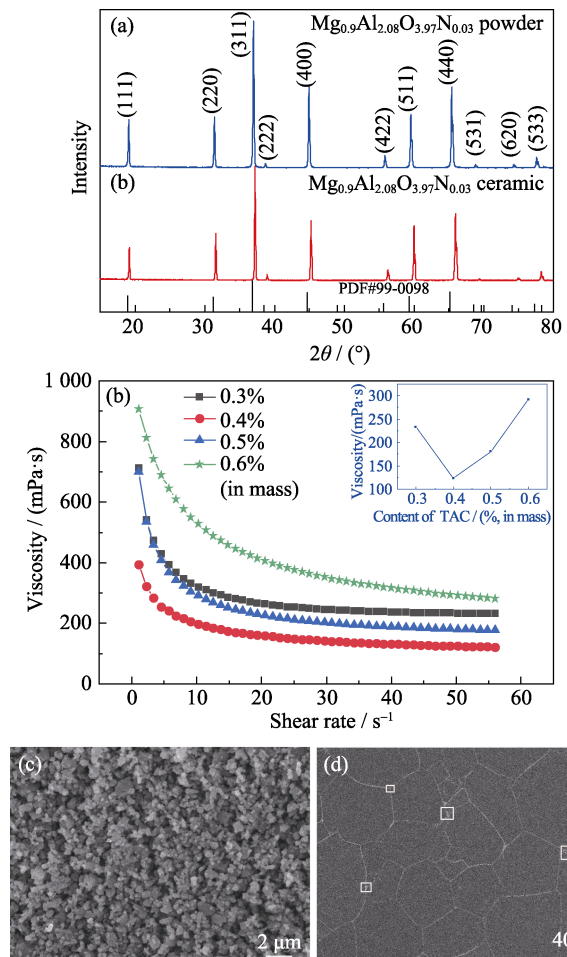 (a)
Mg0.9Al2.08O3.97N0.03 powder
(111)
(220)
(311)
(222)
(400)
(422)
(511)
(440)
(531)
(620)
(533)
Intensity
(b)
Mg0.9Al2.08O3.97N0.03 ceramic
PDF#99-0098
20 30 40 50 60 70 80
2θ / (°)
(b)
1 000
800
600
400
200
0
Viscosity / (mPa·s)
0.3%
0.4%
0.5%
0.6%
(in mass)
300
250
200
150
100
Viscosity/(mPa·s)
0.3 0.4 0.5 0.6
Content of TAC / (%, in mass)
0 10 20 30 40 50 60
Shear rate / s⁻¹
(c)
2 μm
(d)
40